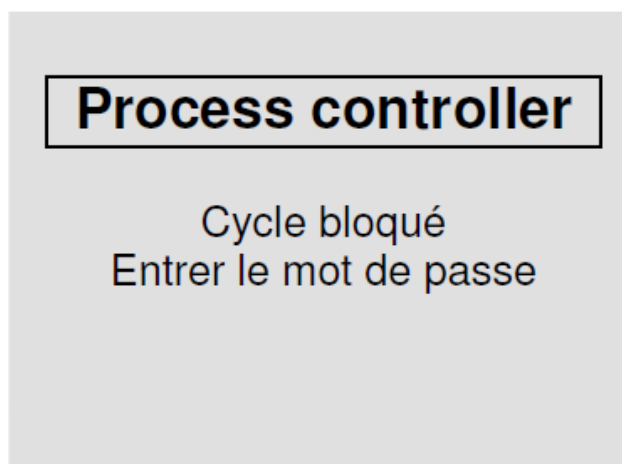 Process controller
Cycle bloqué
Entrer le mot de passe